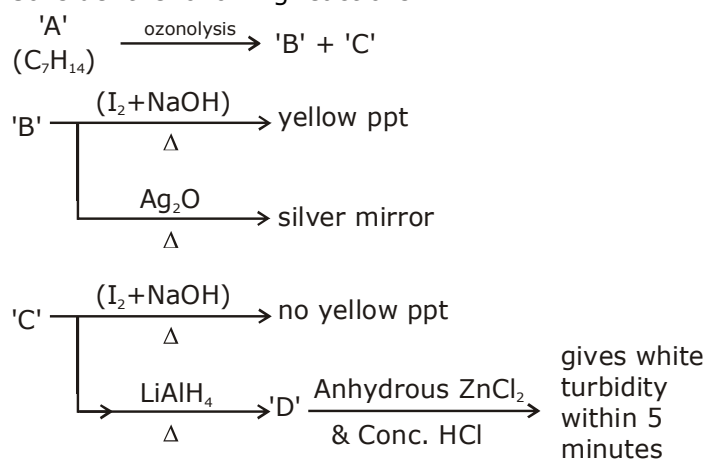 'A'
(C₇H₁₄)
ozonolysis
'B' + 'C'
'B'
(I₂+NaOH)
Δ
yellow ppt
Ag₂O
Δ
silver mirror
'C'
(I₂+NaOH)
Δ
no yellow ppt
LiAlH₄
Δ
'D'
Anhydrous ZnCl₂
& Conc. HCl
gives white
turbidity
within 5
minutes